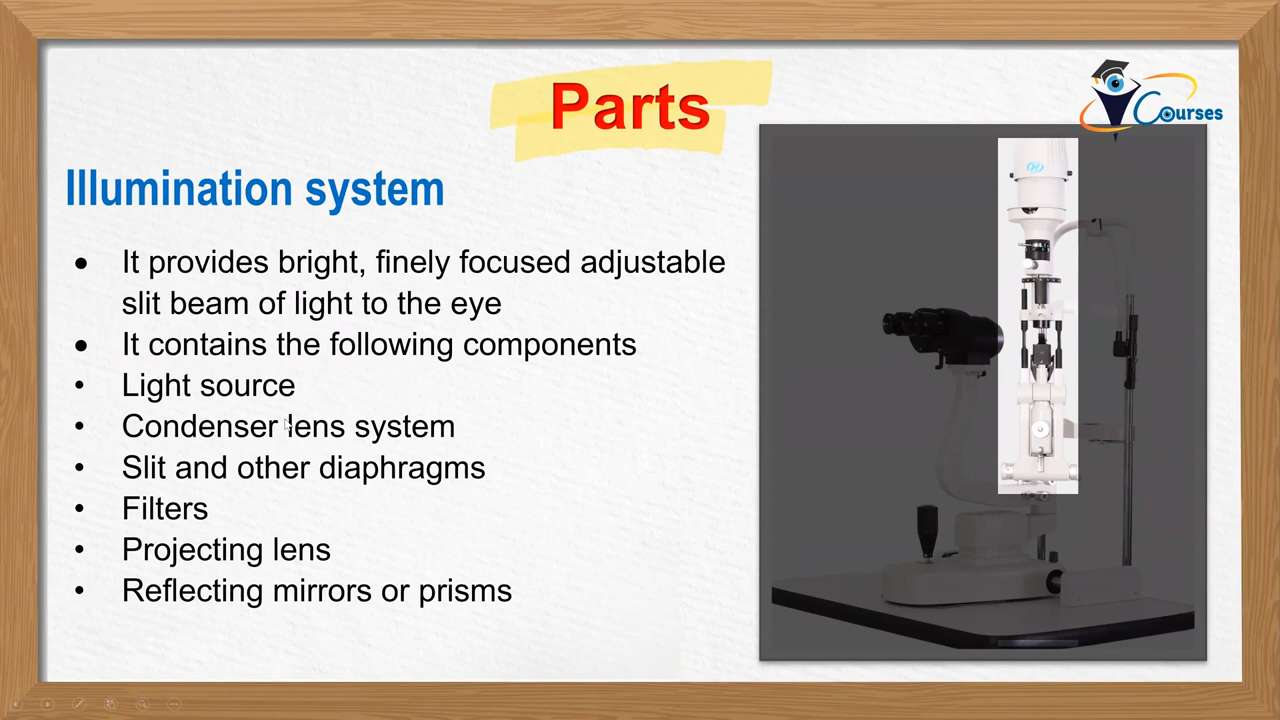 Parts
Courses
Illumination system
● It provides bright, finely focused adjustable
slit beam of light to the eye
● It contains the following components
• Light source
• Condenser lens system
• Slit and other diaphragms
• Filters
• Projecting lens
• Reflecting mirrors or prisms